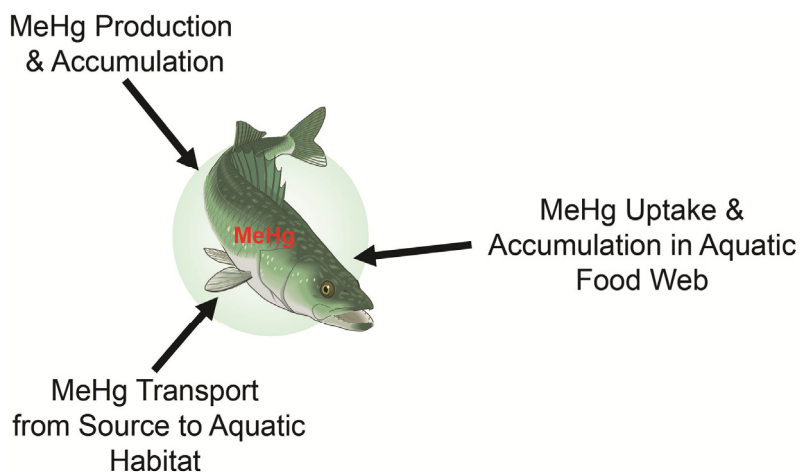 MeHg Production
& Accumulation
MeHg
MeHg Uptake &
Accumulation in Aquatic
Food Web
MeHg Transport
from Source to Aquatic
Habitat